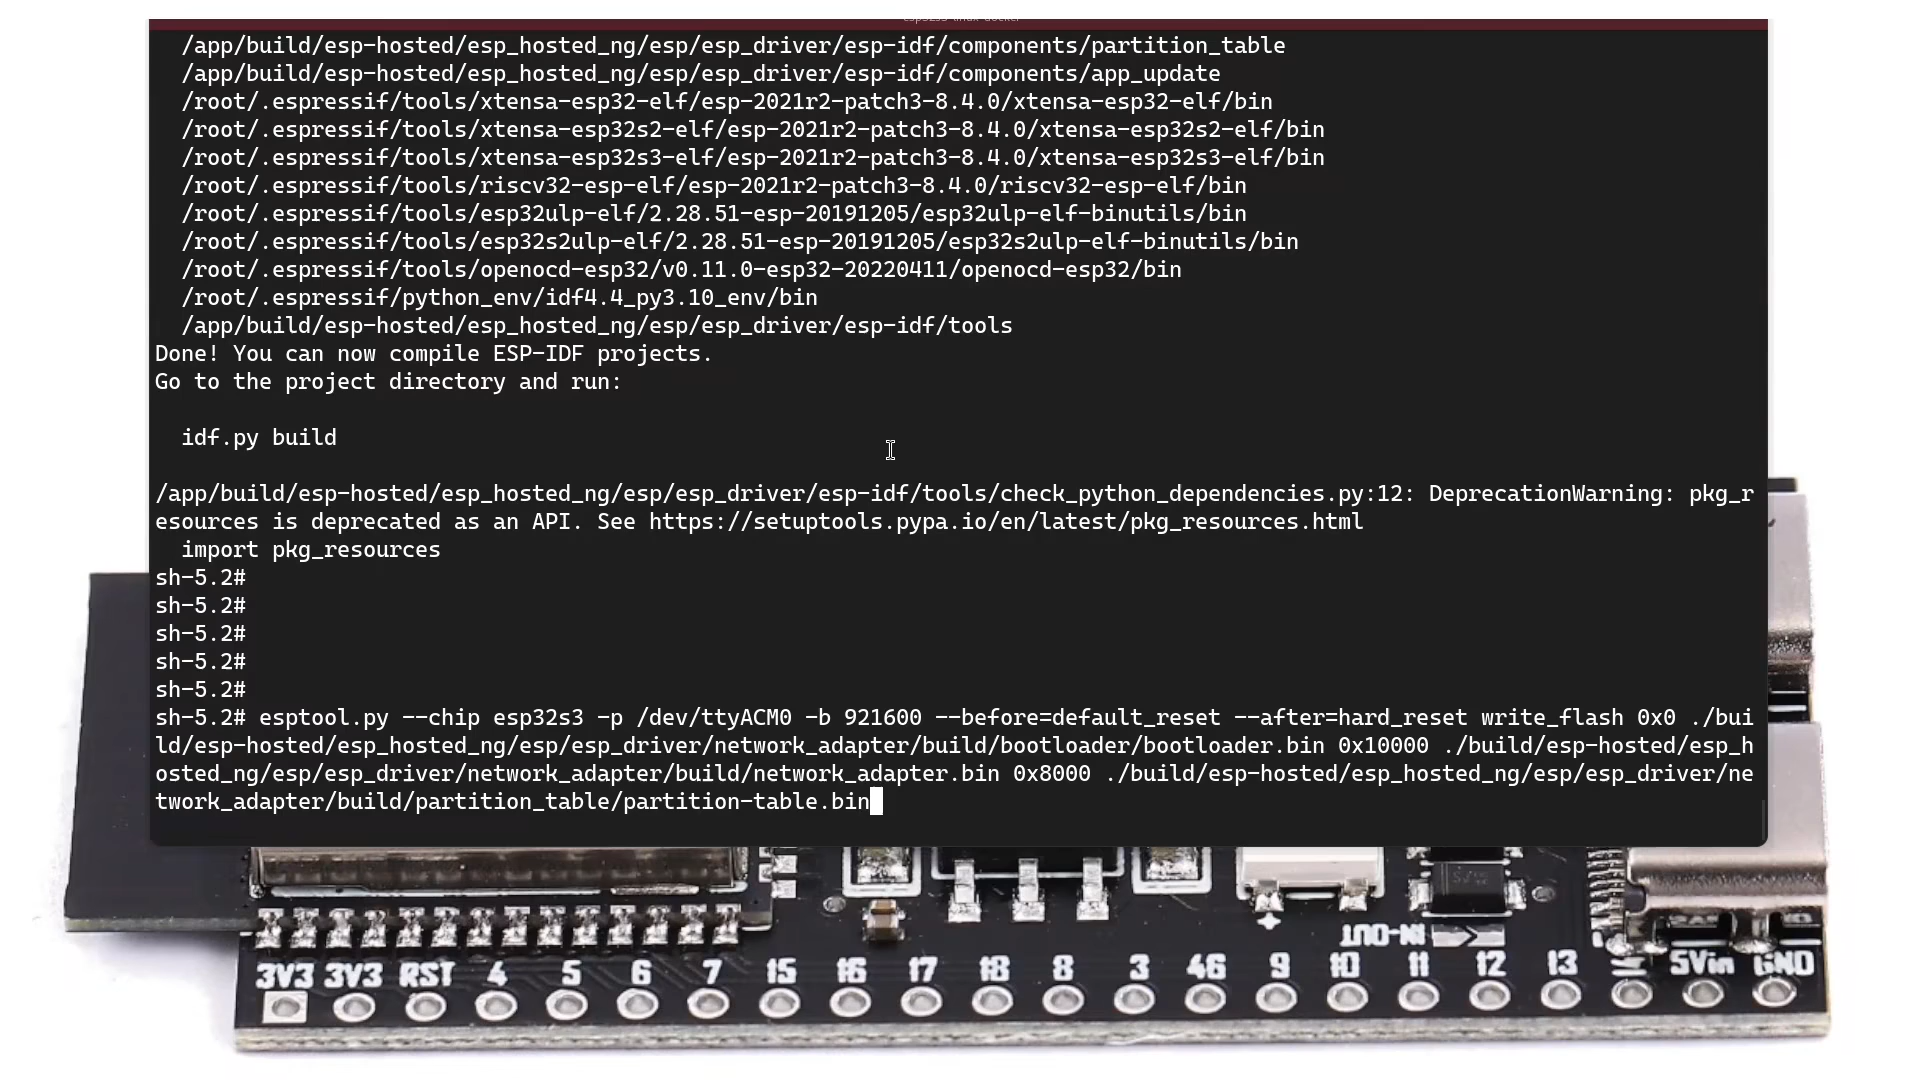 esp32s3-linux-docker
/app/build/esp-hosted/esp_hosted_ng/esp/esp_driver/esp-idf/components/partition_table
/app/build/esp-hosted/esp_hosted_ng/esp/esp_driver/esp-idf/components/app_update
/root/.espressif/tools/xtensa-esp32-elf/esp-2021r2-patch3-8.4.0/xtensa-esp32-elf/bin
/root/.espressif/tools/xtensa-esp32s2-elf/esp-2021r2-patch3-8.4.0/xtensa-esp32s2-elf/bin
/root/.espressif/tools/xtensa-esp32s3-elf/esp-2021r2-patch3-8.4.0/xtensa-esp32s3-elf/bin
/root/.espressif/tools/riscv32-esp-elf/esp-2021r2-patch3-8.4.0/riscv32-esp-elf/bin
/root/.espressif/tools/esp32ulp-elf/2.28.51-esp-20191205/esp32ulp-elf-binutils/bin
/root/.espressif/tools/esp32s2ulp-elf/2.28.51-esp-20191205/esp32s2ulp-elf-binutils/bin
/root/.espressif/tools/openocd-esp32/v0.11.0-esp32-20220411/openocd-esp32/bin
/root/.espressif/python_env/idf4.4_py3.10_env/bin
/app/build/esp-hosted/esp_hosted_ng/esp/esp_driver/esp-idf/tools
Done! You can now compile ESP-IDF projects.
Go to the project directory and run:
idf.py build
/app/build/esp-hosted/esp_hosted_ng/esp/esp_driver/esp-idf/tools/check_python_dependencies.py:12: DeprecationWarning: pkg_r
esources is deprecated as an API. See https://setuptools.pypa.io/en/latest/pkg_resources.html
import pkg_resources
sh-5.2#
sh-5.2#
sh-5.2#
sh-5.2#
sh-5.2#
sh-5.2# esptool.py --chip esp32s3 -p /dev/ttyACM0 -b 921600 --before=default_reset --after=hard_reset write_flash 0x0 ./bui
ld/esp-hosted/esp_hosted_ng/esp/esp_driver/network_adapter/build/bootloader/bootloader.bin 0x10000 ./build/esp-hosted/esp_h
osted_ng/esp/esp_driver/network_adapter/build/network_adapter.bin 0x8000 ./build/esp-hosted/esp_hosted_ng/esp/esp_driver/ne
twork_adapter/build/partition_table/partition-table.bin
IN-OUT
3V3 3V3 RST 4 5 6 7 15 16 17 18 8 3 46 9 10 11 12 13 14 5Vin GND